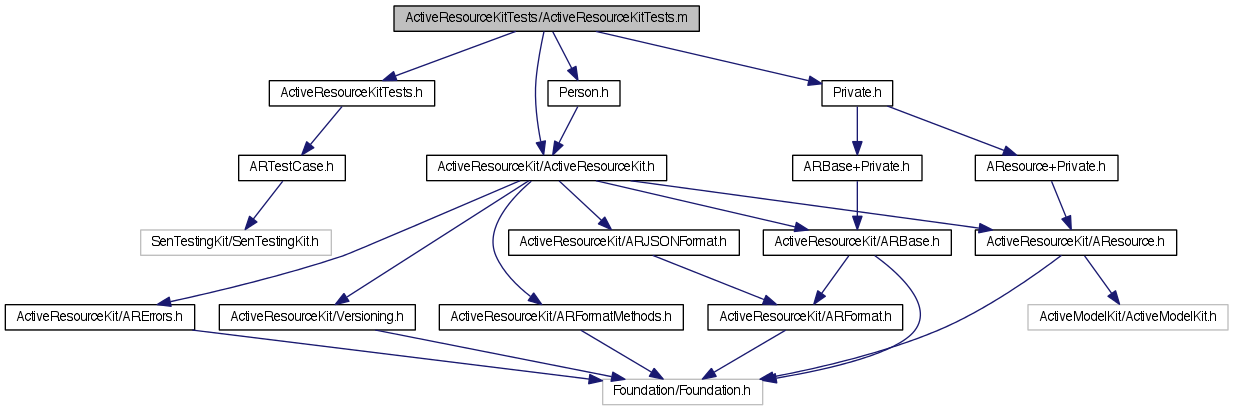 ActiveResourceKitTests/ActiveResourceKitTests.m
ActiveResourceKitTests.h
Person.h
Private.h
ARTestCase.h
ActiveResourceKit/ActiveResourceKit.h
ARBase+Private.h
AResource+Private.h
SenTestingKit/SenTestingKit.h
ActiveResourceKit/ARJSONFormat.h
ActiveResourceKit/ARBase.h
ActiveResourceKit/AResource.h
ActiveResourceKit/ARErrors.h
ActiveResourceKit/Versioning.h
ActiveResourceKit/ARFormatMethods.h
ActiveResourceKit/ARFormat.h
ActiveModelKit/ActiveModelKit.h
Foundation/Foundation.h